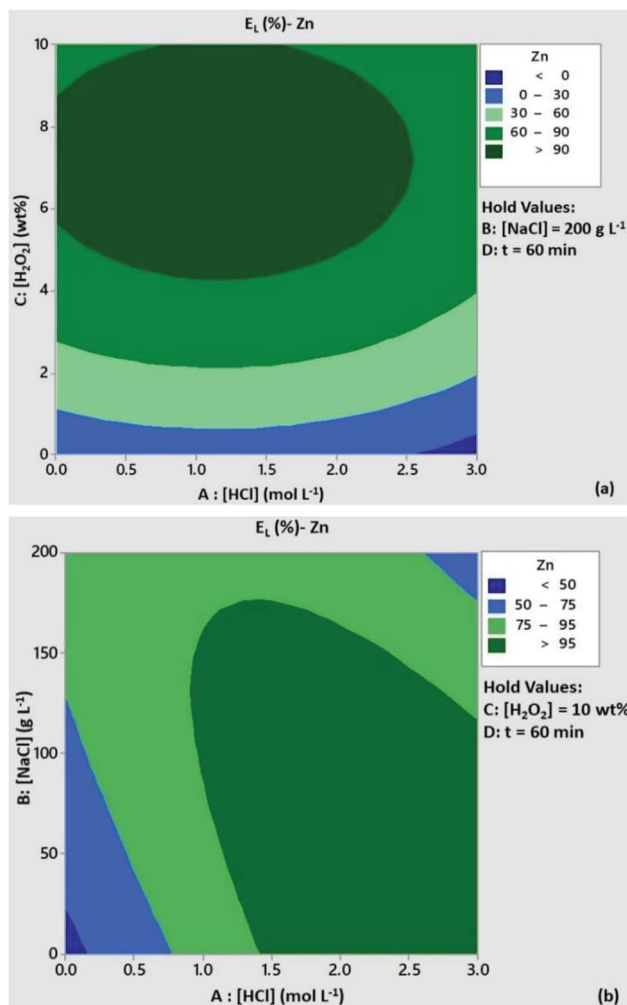 E_L (%)- Zn
10
8
6
4
2
0
C: [H₂O₂] (wt%)
0.0 0.5 1.0 1.5 2.0 2.5 3.0
A : [HCl] (mol L⁻¹)
Zn
< 0
0 – 30
30 – 60
60 – 90
> 90
Hold Values:
B: [NaCl] = 200 g L⁻¹
D: t = 60 min
(a)
E_L (%)- Zn
200
150
100
50
0
B: [NaCl] (g L⁻¹)
0.0 0.5 1.0 1.5 2.0 2.5 3.0
A : [HCl] (mol L⁻¹)
Zn
< 50
50 – 75
75 – 95
> 95
Hold Values:
C: [H₂O₂] = 10 wt%
D: t = 60 min
(b)